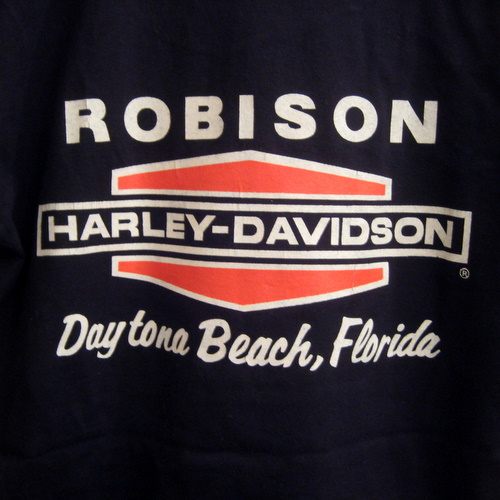 ROBISON
HARLEY-DAVIDSON
®
Daytona Beach, Florida